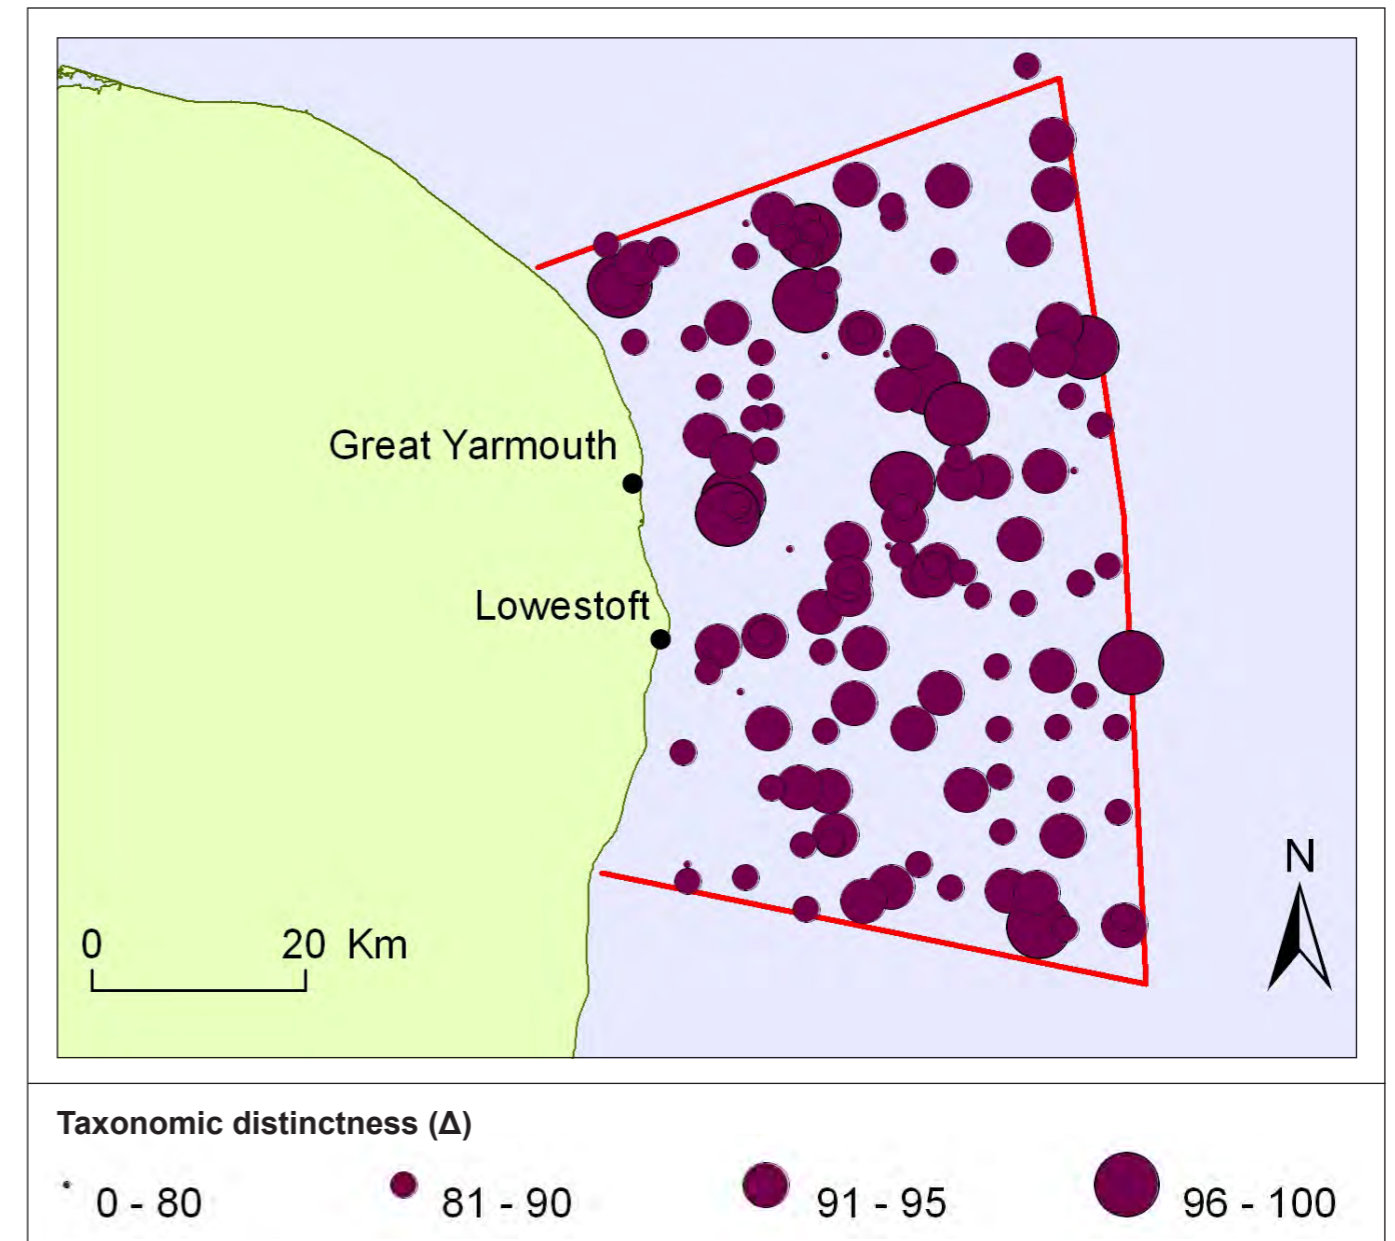 Great Yarmouth
Lowestoft
N
0 20 Km
Taxonomic distinctness (Δ)
0 - 80 81 - 90 91 - 95 96 - 100